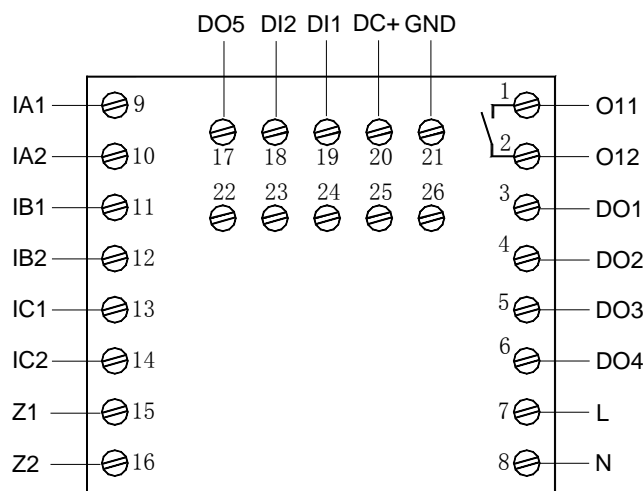 DO5 DI2 DI1 DC+ GND
IA1 9 1 O11
17 18 19 20 21
IA2 10 2 O12
22 23 24 25 26
IB1 11 3 DO1
IB2 12 4 DO2
IC1 13 5 DO3
IC2 14 6 DO4
Z1 15 7 L
Z2 16 8 N